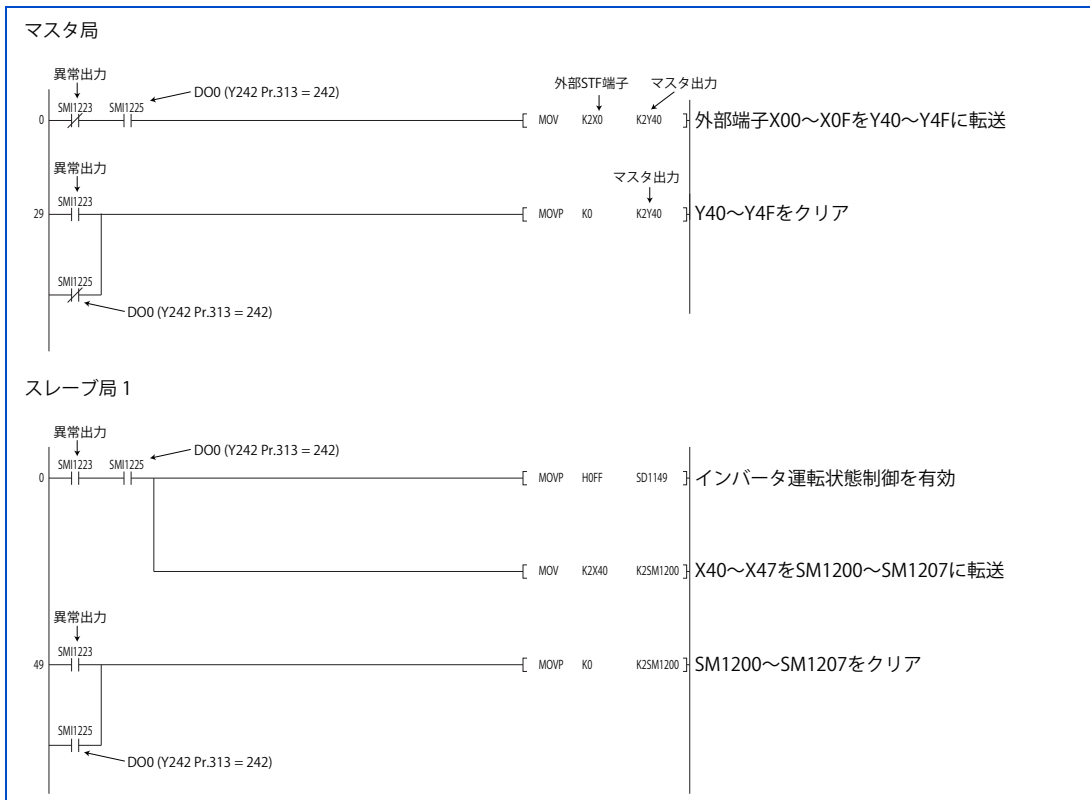 マスタ局
異常出力
DO0 (Y242 Pr.313 = 242)
外部STF端子 マスタ出力
0 SM1223 SM1225 MOV K2X0 K2Y40 外部端子X00～X0FをY40～Y4Fに転送
異常出力
マスタ出力
29 SM1223 MOVP K0 K2Y40 Y40～Y4Fをクリア
SM1225
DO0 (Y242 Pr.313 = 242)
スレーブ局 1
異常出力
DO0 (Y242 Pr.313 = 242)
0 SM1223 SM1225 MOVP H0FF SD1149 インバータ運転状態制御を有効
MOV K2X40 K2SM1200 X40～X47をSM1200～SM1207に転送
異常出力
49 SM1223 MOVP K0 K2SM1200 SM1200～SM1207をクリア
SM1225
DO0 (Y242 Pr.313 = 242)